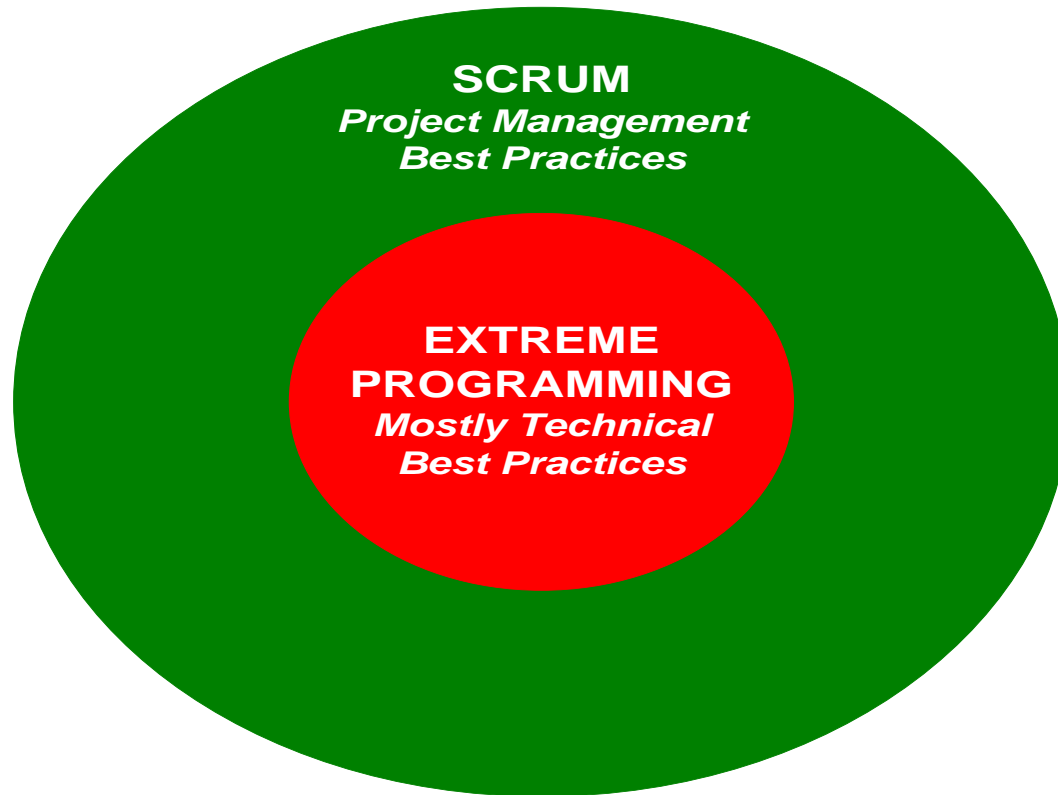 SCRUM
Project Management
Best Practices
EXTREME
PROGRAMMING
Mostly Technical
Best Practices